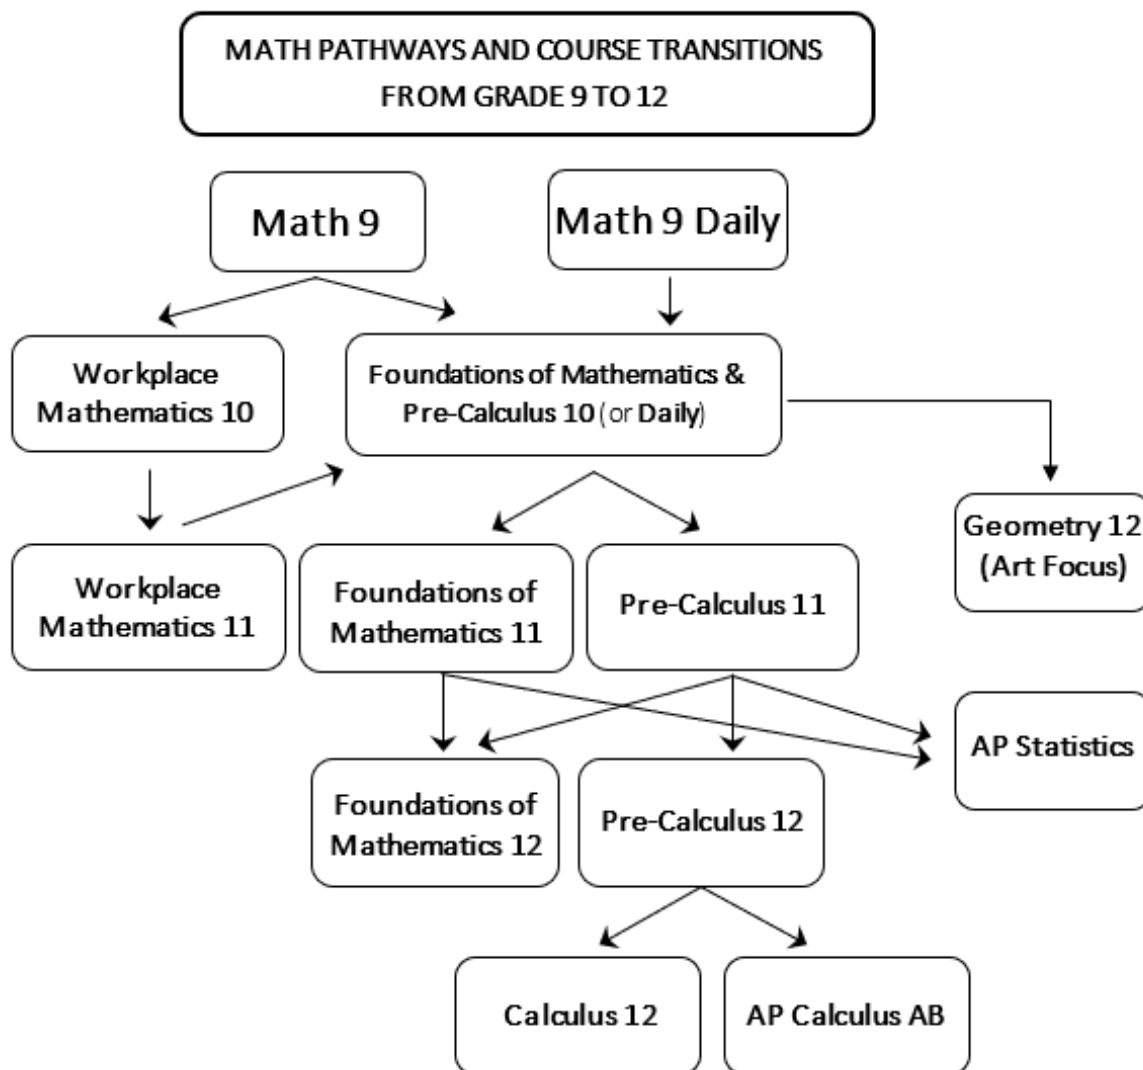 MATH PATHWAYS AND COURSE TRANSITIONS
FROM GRADE 9 TO 12
Math 9
Math 9 Daily
Workplace
Mathematics 10
Foundations of Mathematics &
Pre-Calculus 10 (or Daily)
Geometry 12
(Art Focus)
Workplace
Mathematics 11
Foundations of
Mathematics 11
Pre-Calculus 11
AP Statistics
Foundations of
Mathematics 12
Pre-Calculus 12
Calculus 12
AP Calculus AB